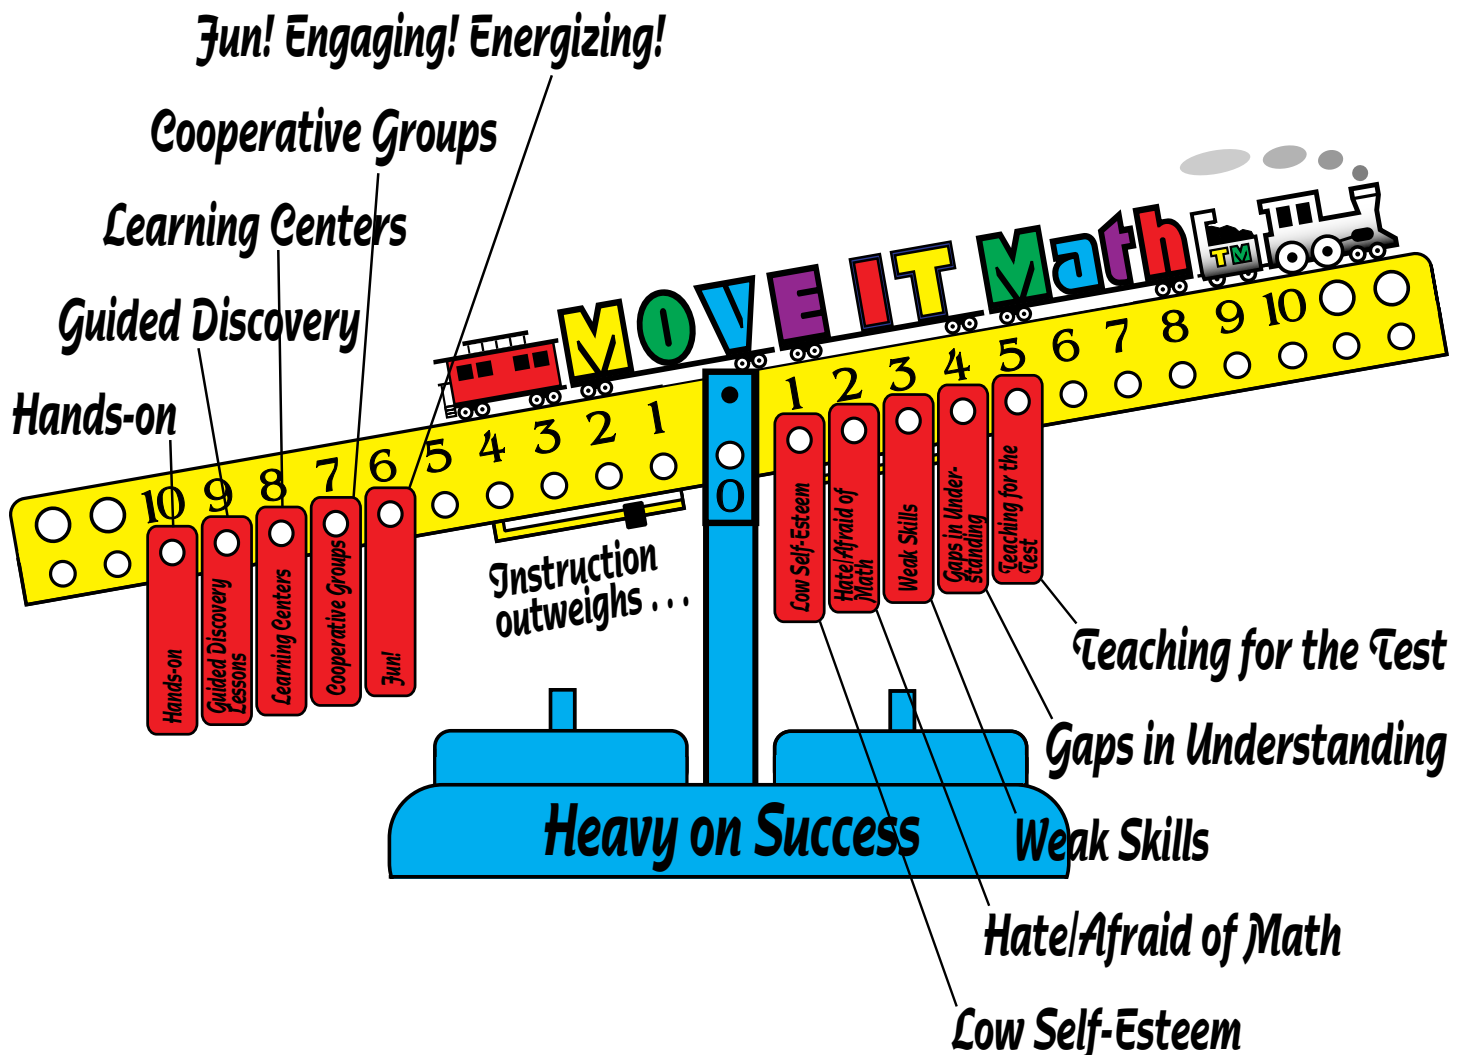 Fun! Engaging! Energizing!
Cooperative Groups
Learning Centers
Guided Discovery
Hands-on
MOVE IT Math
TM
10 9 8 7 6 5 4 3 2 1
0
1 2 3 4 5 6 7 8 9 10
Hands-on
Guided Discovery
Lessons
Learning Centers
Cooperative Groups
Fun!
Instruction
outweighs . . .
Low Self-Esteem
Hate/Afraid of
Math
Weak Skills
Gaps in Under-
standing
Teaching for the
Test
Teaching for the Test
Gaps in Understanding
Heavy on Success
Weak Skills
Hate/Afraid of Math
Low Self-Esteem